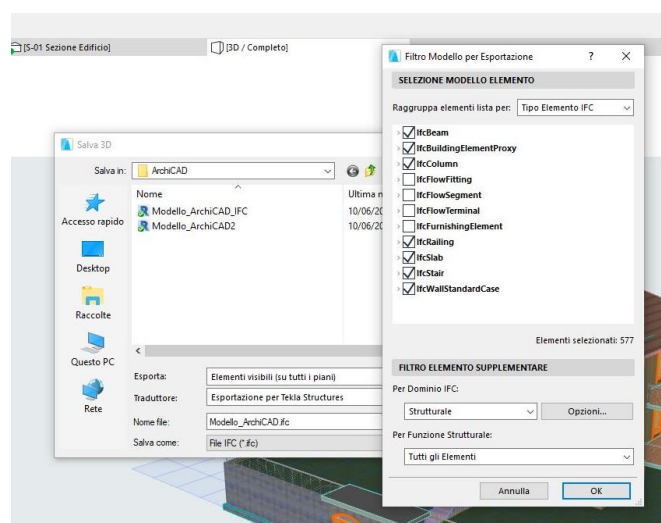 [S-01 Sezione Edificio]
[3D / Completo]
Salva 3D
Salva in:
ArchiCAD
Nome
Ultima
Modello_ArchiCAD_IFC
10/06/20
Modello_ArchiCAD2
10/06/20
Accesso rapido
Desktop
Raccolte
Questo PC
Rete
Esporta:
Elementi visibili (su tutti i piani)
Traduttore:
Esportazione per Tekla Structures
Nome file:
Modello_ArchiCAD.ifc
Salva come:
File IFC (*.ifc)
Filtro Modello per Esportazione
SELEZIONE MODELLO ELEMENTO
Raggruppa elementi lista per:
Tipo Elemento IFC
IfcBeam
IfcBuildingElementProxy
IfcColumn
IfcFlowFitting
IfcFlowSegment
IfcFlowTerminal
IfcFurnishingElement
IfcRailing
IfcSlab
IfcStair
IfcWallStandardCase
Elementi selezionati: 577
FILTRO ELEMENTO SUPPLEMENTARE
Per Dominio IFC:
Strutturale
Opzioni...
Per Funzione Strutturale:
Tutti gli Elementi
Annulla
OK